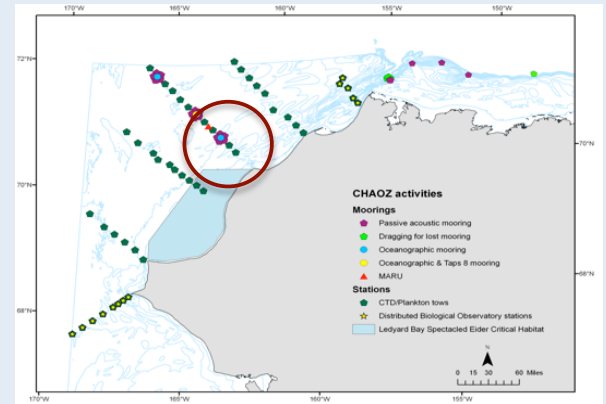 170°W
165°W
160°W
155°W
150°W
72°N
70°N
68°N
70°N
68°N
CHAOZ activities
Moorings
Passive acoustic mooring
Dragging for lost mooring
Oceanographic mooring
Oceanographic & Taps 8 mooring
MARU
Stations
CTD/Plankton tows
Distributed Biological Observatory stations
Ledyard Bay Spectacled Eider Critical Habitat
N
0 15 30 60 Miles
170°W
165°W
160°W
155°W